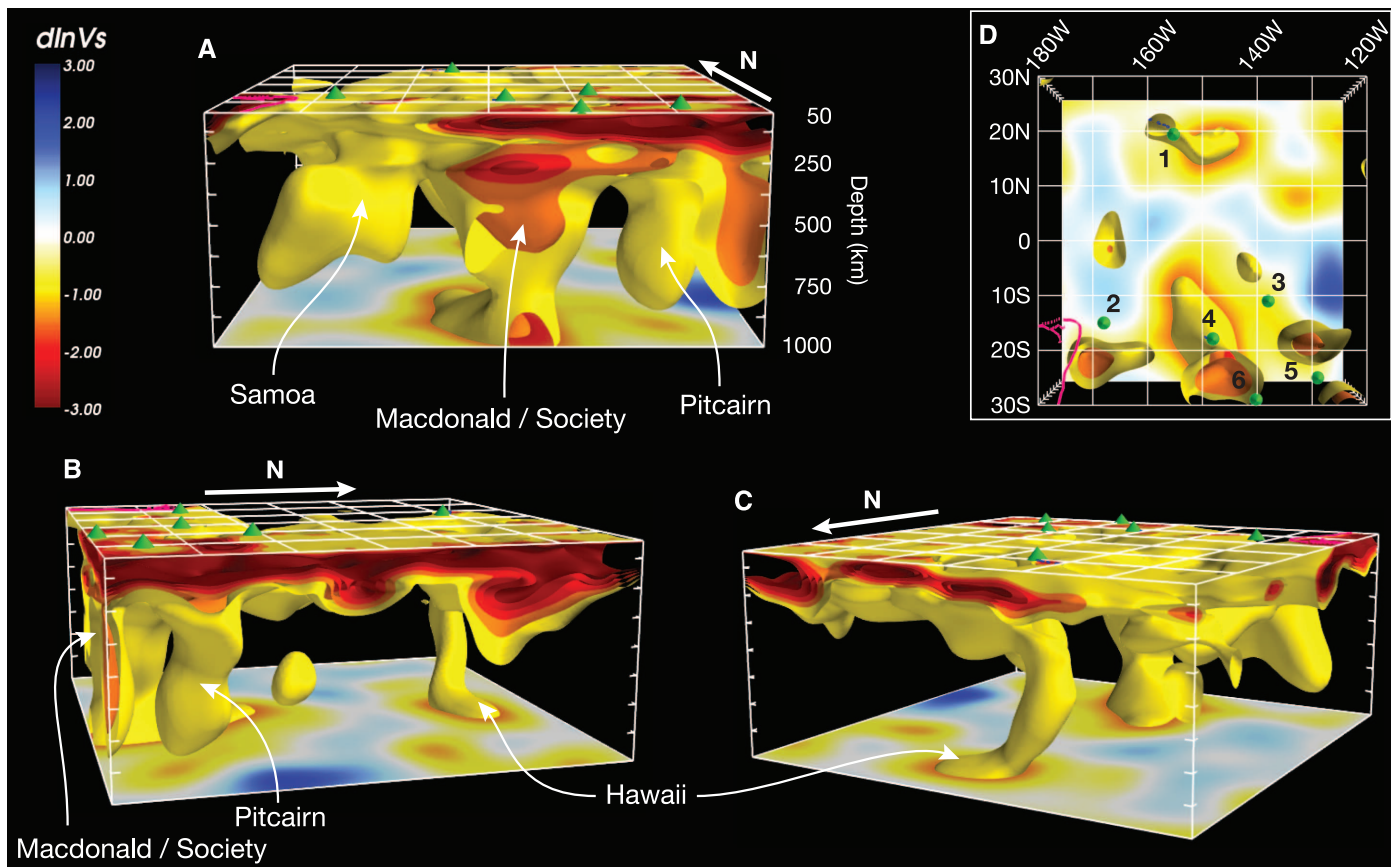 dlnVs
3.00
2.00
1.00
0.00
-1.00
-2.00
-3.00
A
N
50
250
500
750
1000
Depth (km)
Samoa
Macdonald / Society
Pitcairn
D
180W
160W
140W
120W
30N
20N
10N
0
10S
20S
30S
1
2
3
4
5
6
B
N
Pitcairn
Macdonald / Society
C
N
Hawaii